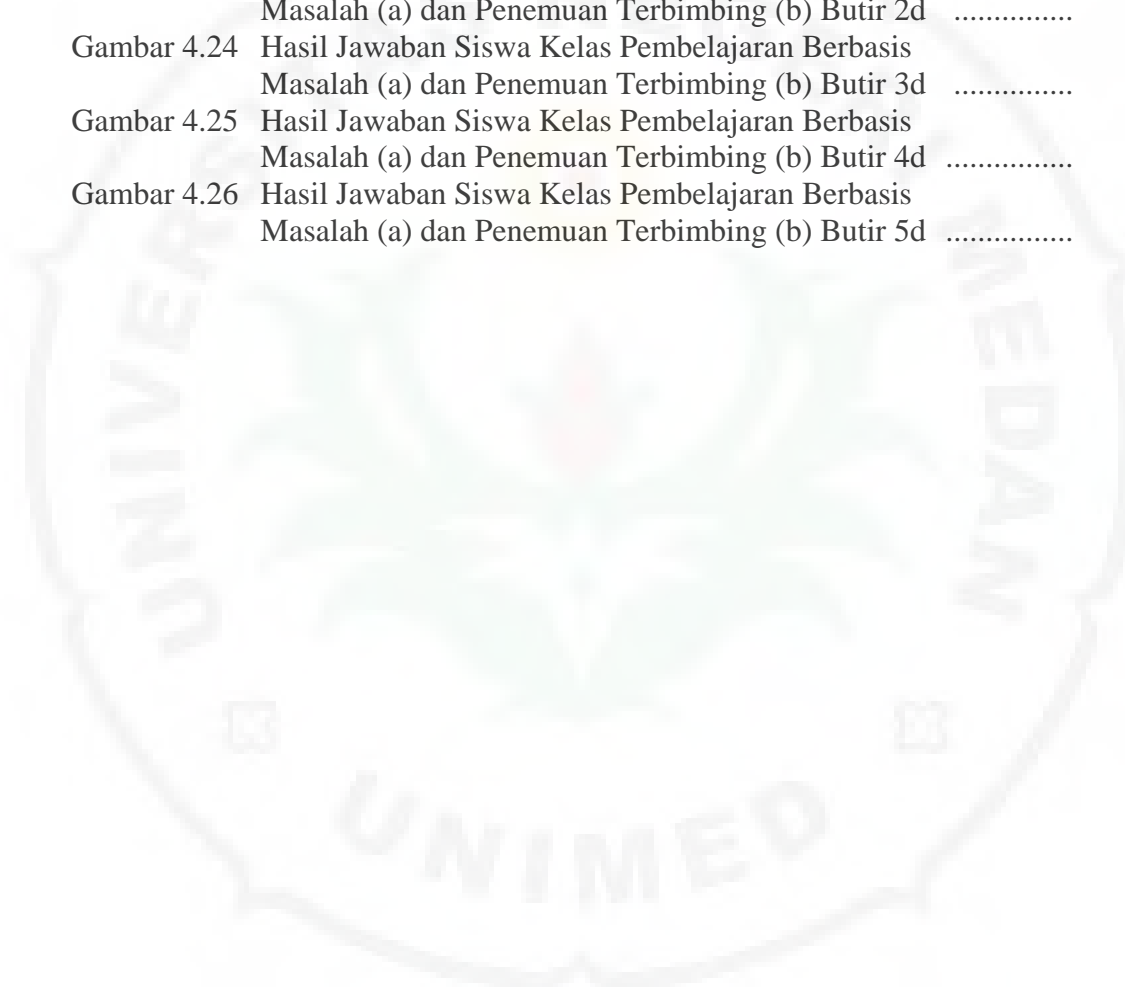 Masalah (a) dan Penemuan Terbimbing (b) Butir 2d ...............
Gambar 4.24 Hasil Jawaban Siswa Kelas Pembelajaran Berbasis
Masalah (a) dan Penemuan Terbimbing (b) Butir 3d ...............
Gambar 4.25 Hasil Jawaban Siswa Kelas Pembelajaran Berbasis
Masalah (a) dan Penemuan Terbimbing (b) Butir 4d ................
Gambar 4.26 Hasil Jawaban Siswa Kelas Pembelajaran Berbasis
Masalah (a) dan Penemuan Terbimbing (b) Butir 5d ................
UNIMED